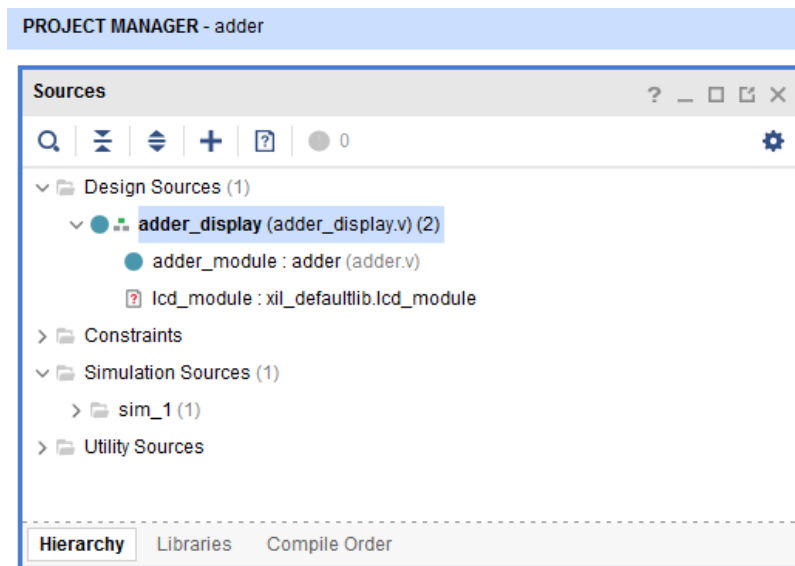 PROJECT MANAGER - adder
Sources
? 0
Design Sources (1)
adder_display (adder_display.v) (2)
adder_module : adder (adder.v)
lcd_module : xil_defaultlib.lcd_module
Constraints
Simulation Sources (1)
sim_1 (1)
Utility Sources
Hierarchy Libraries Compile Order